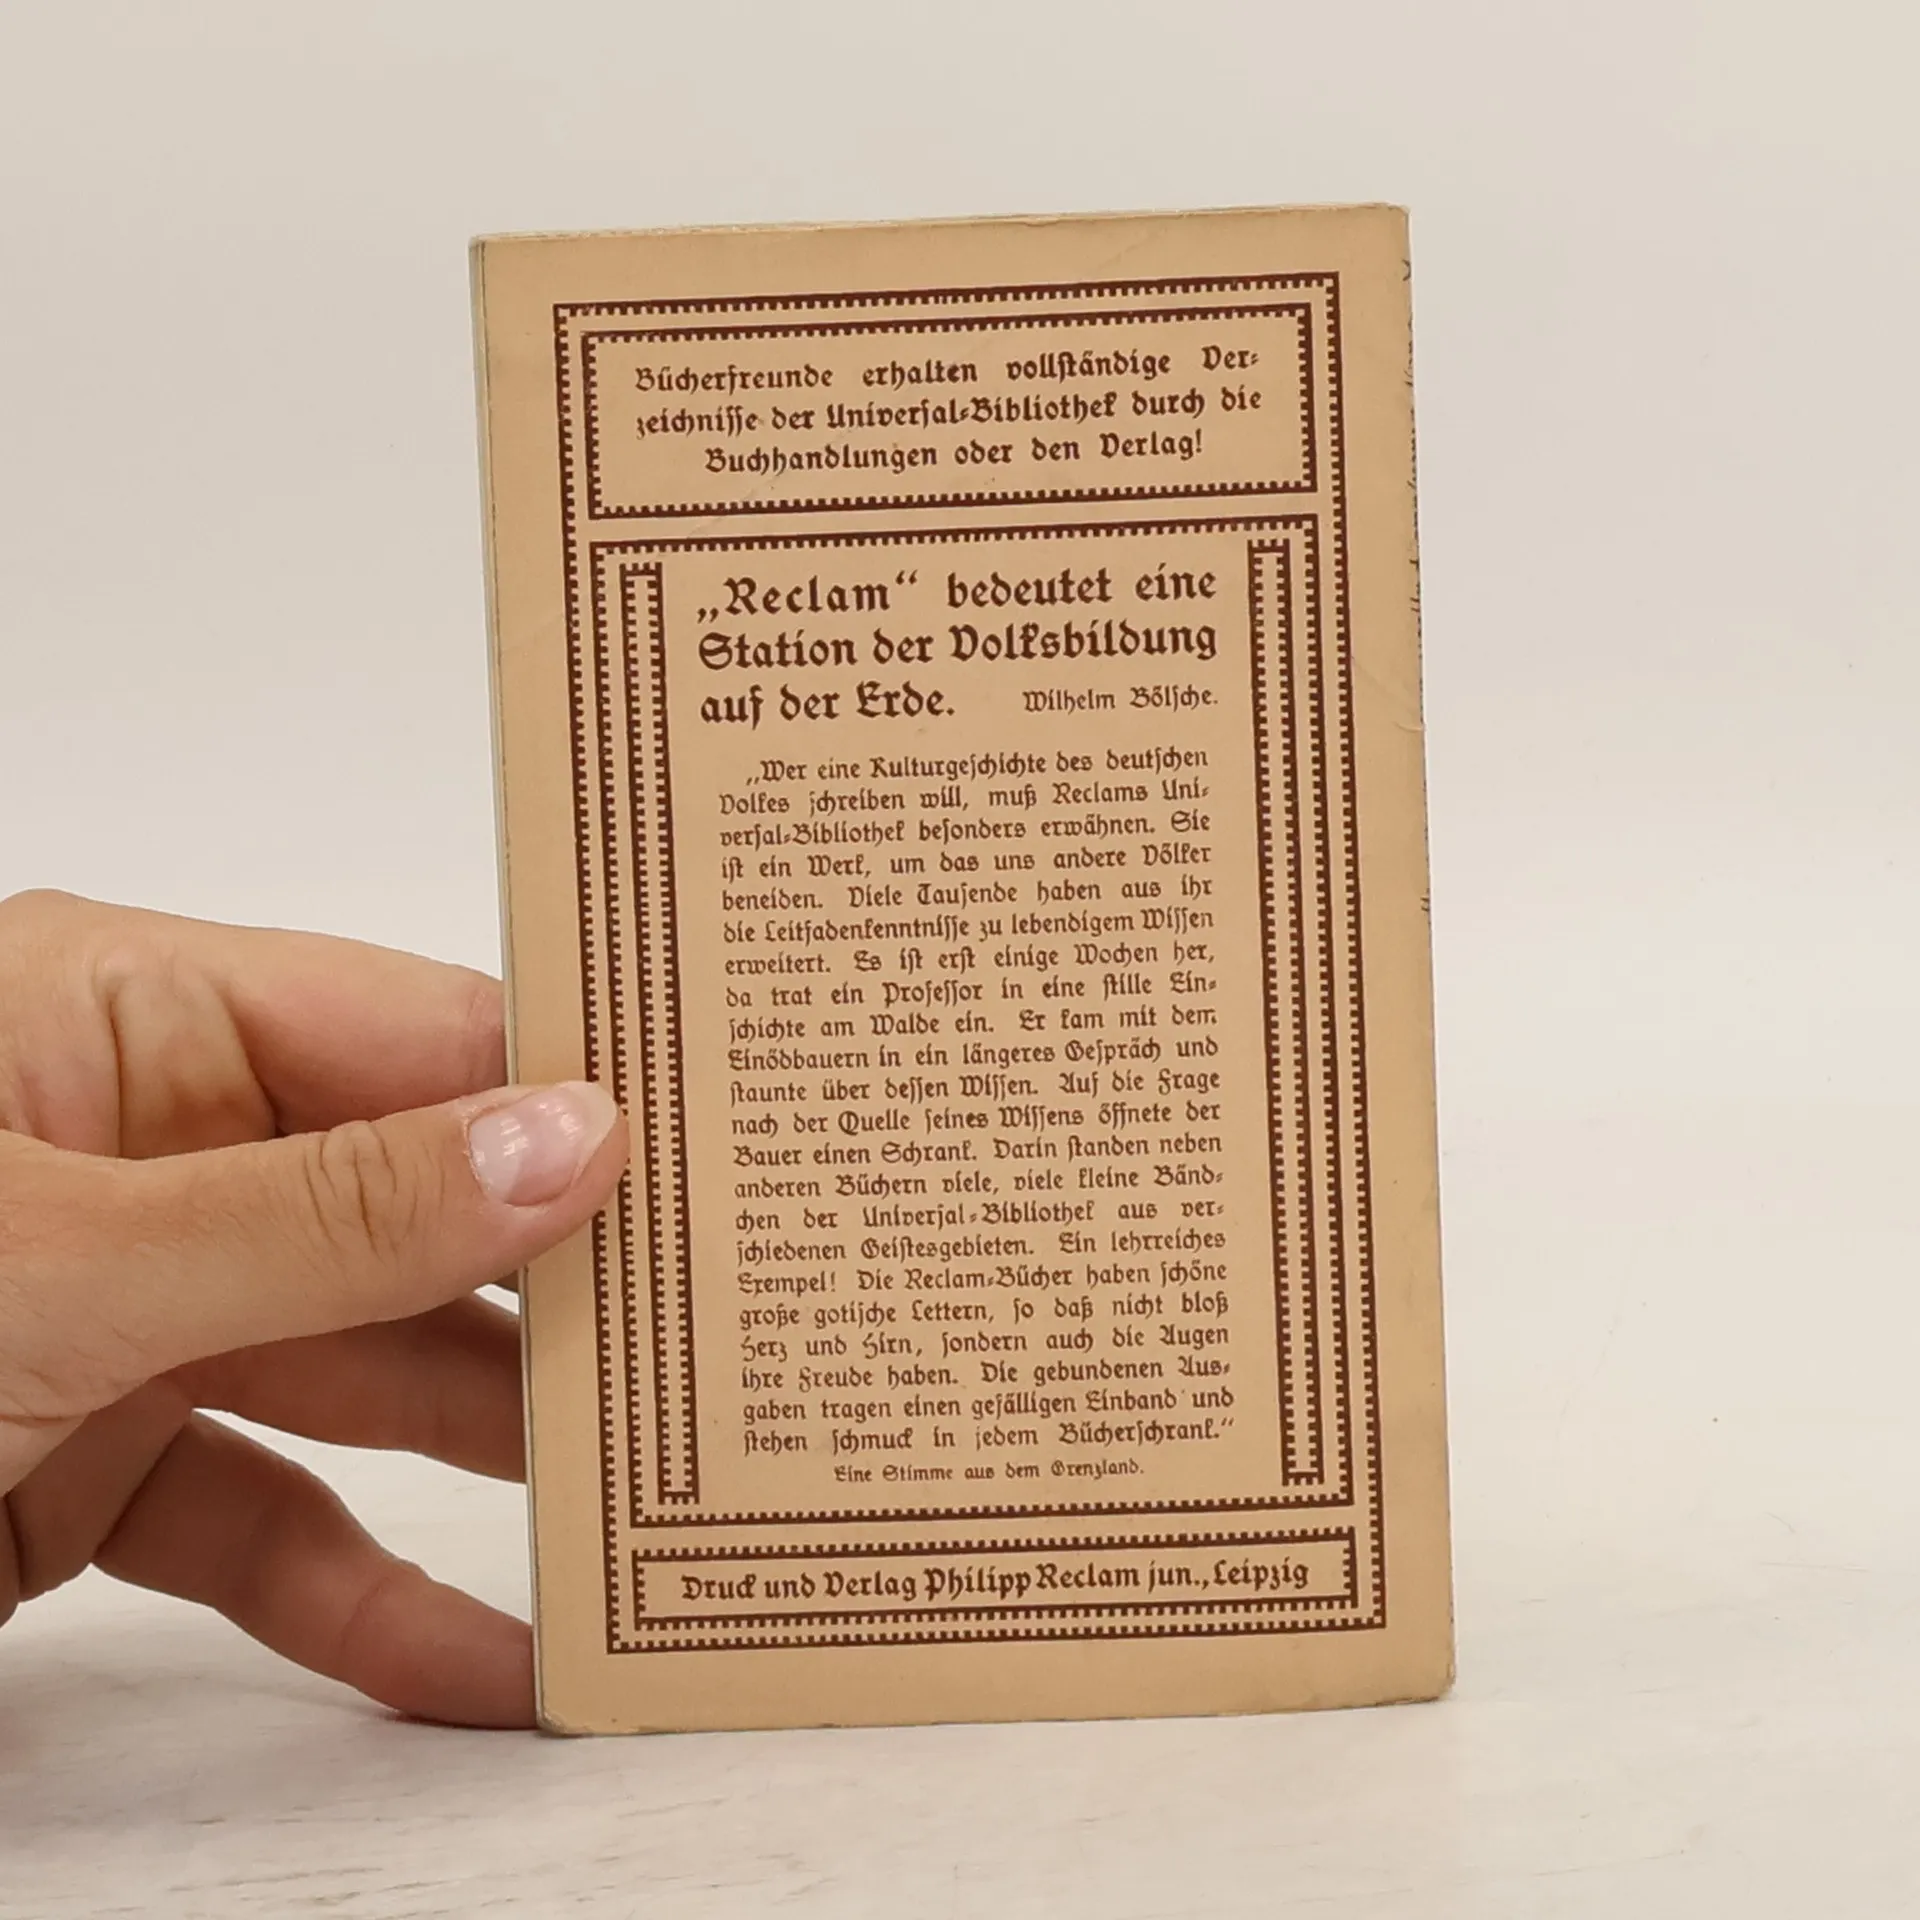 Bücherfreunde erhalten vollständige Ver-
zeichnisse der Universal-Bibliothek durch die
Buchhandlungen oder den Verlag!
„Reclam“ bedeutet eine
Station der Volksbildung
auf der Erde. Wilhelm Bölsche.
„Wer eine Kulturgeschichte des deutschen
Volkes schreiben will, muß Reclams Uni-
versal-Bibliothek besonders erwähnen. Sie
ist ein Werk, um das uns andere Völker
beneiden. Viele Tausende haben aus ihr
die Leitfadenkenntnisse zu lebendigem Wissen
erweitert. Es ist erst einige Wochen her,
da trat ein Professor in eine stille Ein-
schichte am Walde ein. Er kam mit dem
Einödbauern in ein längeres Gespräch und
staunte über dessen Wissen. Auf die Frage
nach der Quelle seines Wissens öffnete der
Bauer einen Schrank. Darin standen neben
anderen Büchern viele, viele kleine Bänd-
chen der Universal-Bibliothek aus ver-
schiedenen Geistesgebieten. Ein lehrreiches
Exempel! Die Reclam-Bücher haben schöne
große gotische Lettern, so daß nicht bloß
Herz und Hirn, sondern auch die Augen
ihre Freude haben. Die gebundenen Aus-
gaben tragen einen gefälligen Einband und
stehen schmuck in jedem Bücherschrank.“
Eine Stimme aus dem Grenzland.
Druck und Verlag Philipp Reclam jun., Leipzig